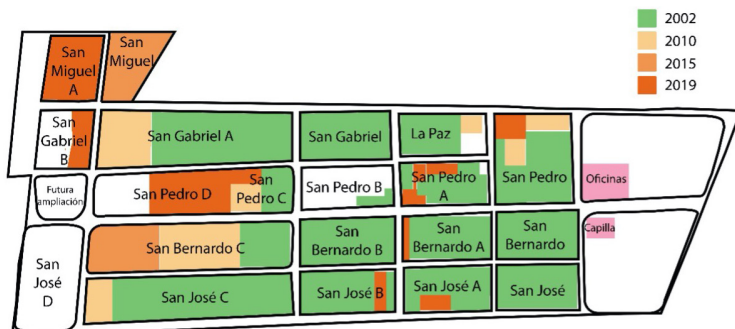 2002
2010
2015
2019
San
Miguel
A
San
Miguel
San
Gabriel
B
San Gabriel A
San Gabriel
La Paz
San Pedro
Oficinas
Futura
ampliación
San Pedro D
San
Pedro C
San Pedro B
San Pedro
A
San
José
D
San Bernardo C
San
Bernardo B
San
Bernardo A
San
Bernardo
Capilla
San José C
San José B
San José A
San José